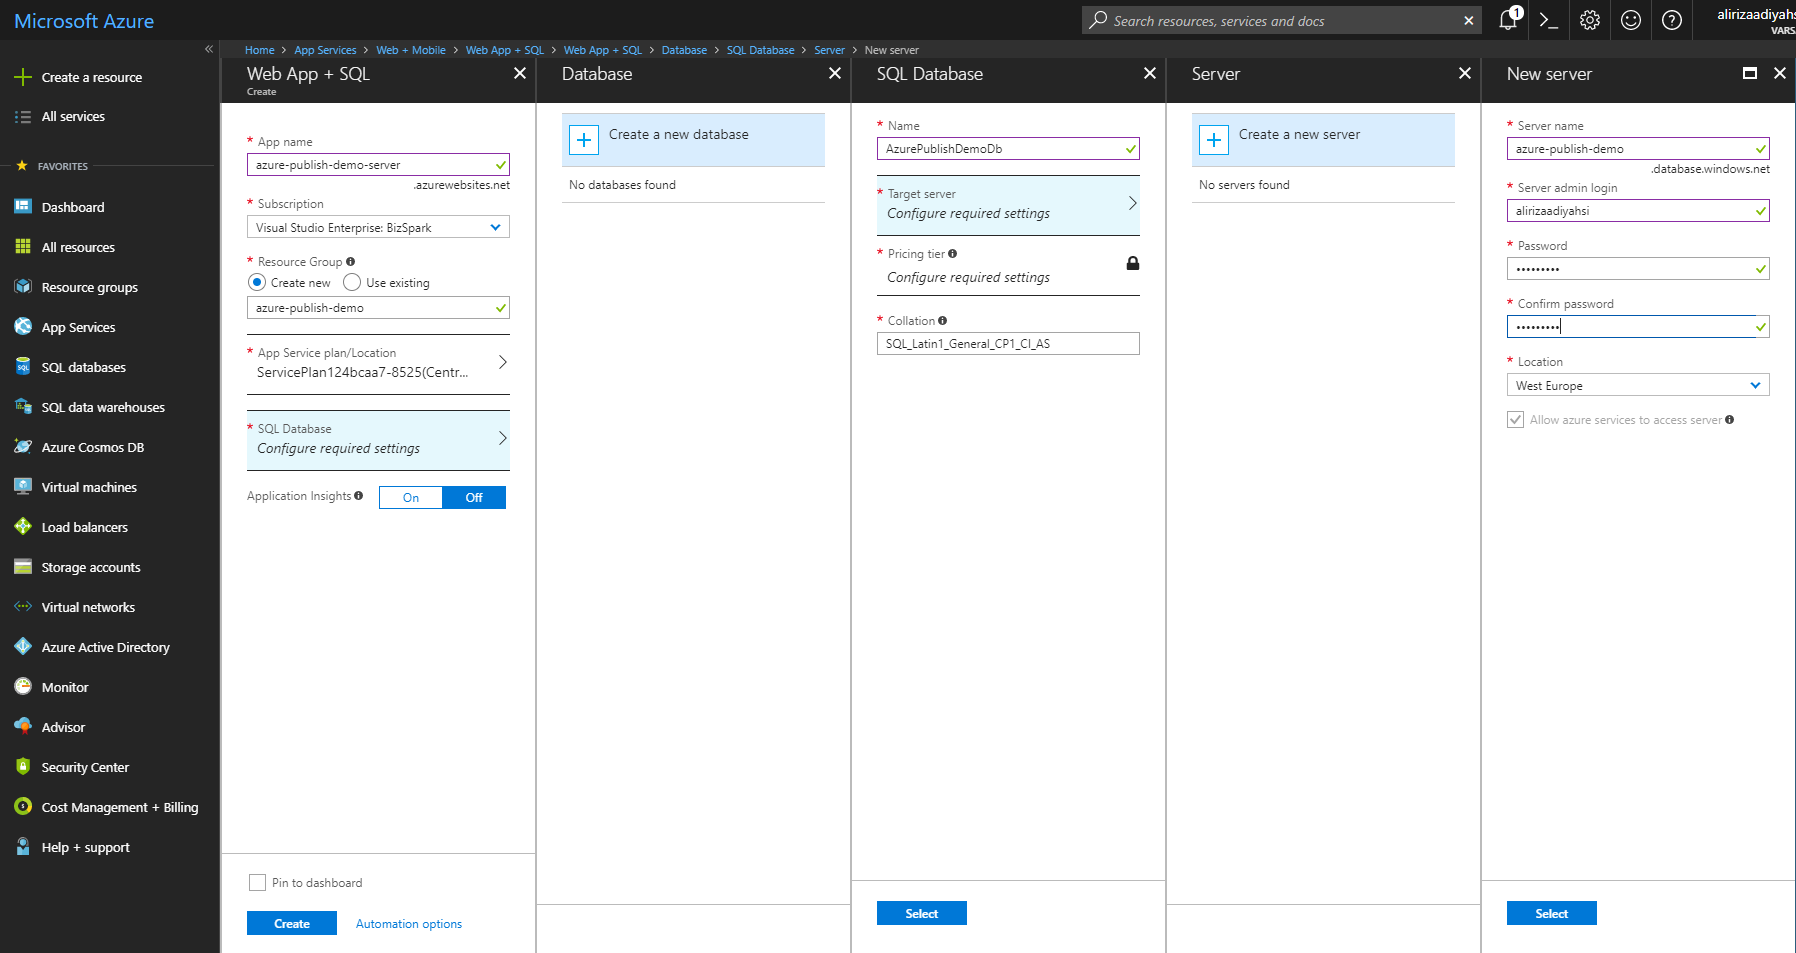 Microsoft Azure
Search resources, services and docs
1
alirizaadiyahs
VARS
Home > App Services > Web + Mobile > Web App + SQL > Web App + SQL > Database > SQL Database > Server > New server
Create a resource
All services
FAVORITES
Dashboard
All resources
Resource groups
App Services
SQL databases
SQL data warehouses
Azure Cosmos DB
Virtual machines
Load balancers
Storage accounts
Virtual networks
Azure Active Directory
Monitor
Advisor
Security Center
Cost Management + Billing
Help + support
Web App + SQL
Create
* App name
azure-publish-demo-server
.azurewebsites.net
* Subscription
Visual Studio Enterprise: BizSpark
* Resource Group
Create new Use existing
azure-publish-demo
* App Service plan/Location
ServicePlan124bcaa7-8525(Centr...
* SQL Database
Configure required settings
Application Insights On Off
Pin to dashboard
Create Automation options
Database
Create a new database
No databases found
SQL Database
* Name
AzurePublishDemoDb
* Target server
Configure required settings
* Pricing tier
Configure required settings
* Collation
SQL_Latin1_General_CP1_CI_AS
Select
Server
Create a new server
No servers found
New server
* Server name
azure-publish-demo
.database.windows.net
* Server admin login
alirizaadiyahsi
* Password
•••••••••
* Confirm password
•••••••••
* Location
West Europe
Allow azure services to access server
Select